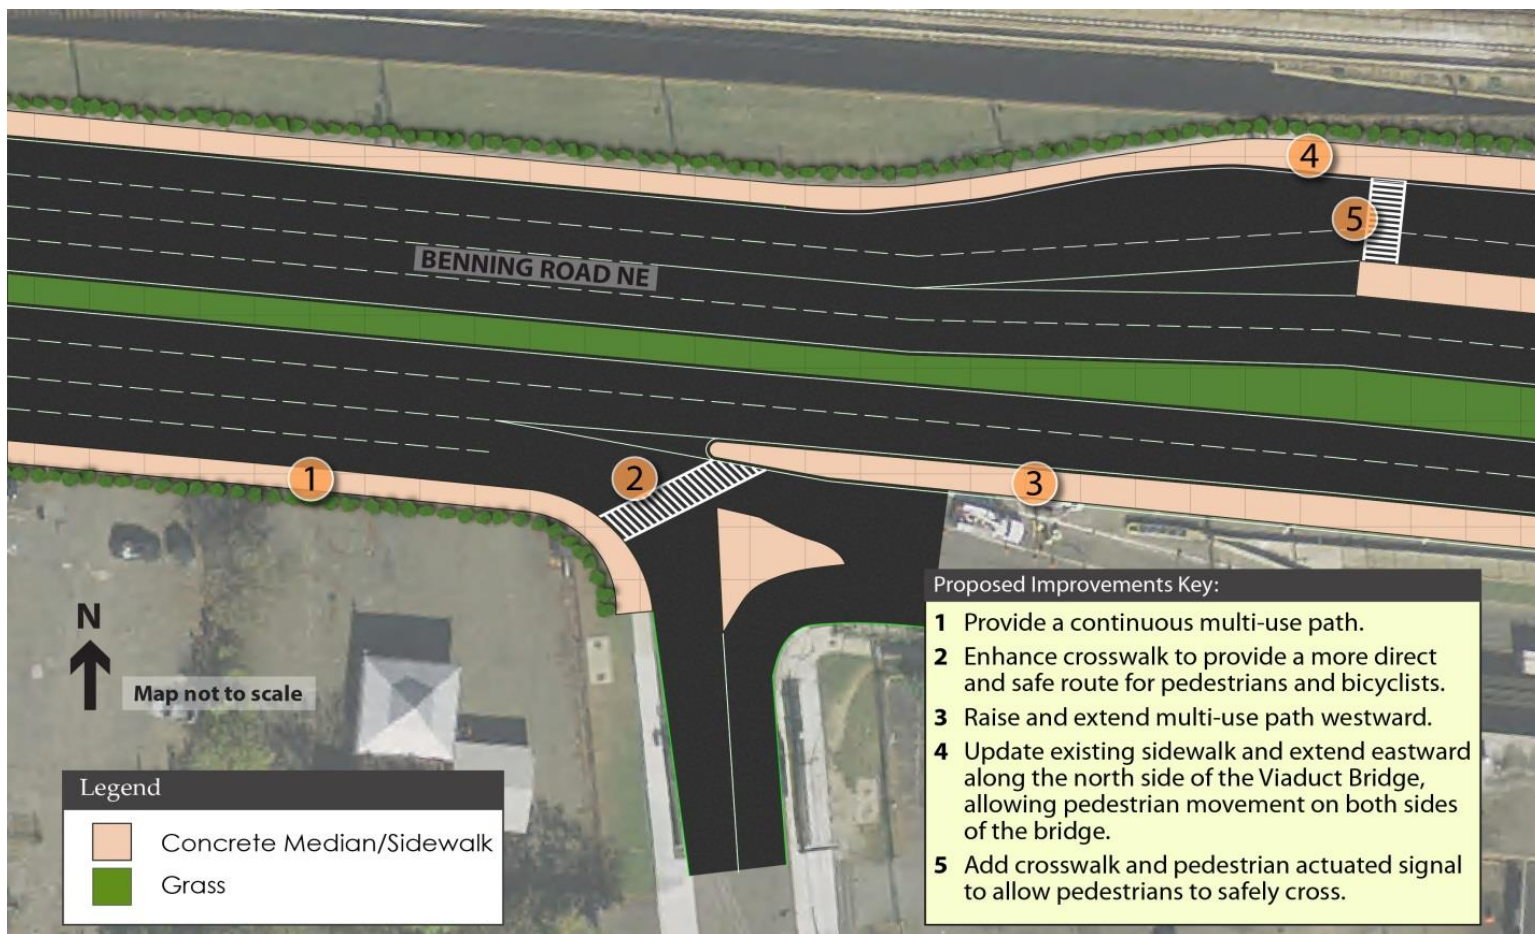 4
5
BENNING ROAD NE
1
2
3
N
Map not to scale
Legend
Concrete Median/Sidewalk
Grass
Proposed Improvements Key:
1 Provide a continuous multi-use path.
2 Enhance crosswalk to provide a more direct
and safe route for pedestrians and bicyclists.
3 Raise and extend multi-use path westward.
4 Update existing sidewalk and extend eastward
along the north side of the Viaduct Bridge,
allowing pedestrian movement on both sides
of the bridge.
5 Add crosswalk and pedestrian actuated signal
to allow pedestrians to safely cross.